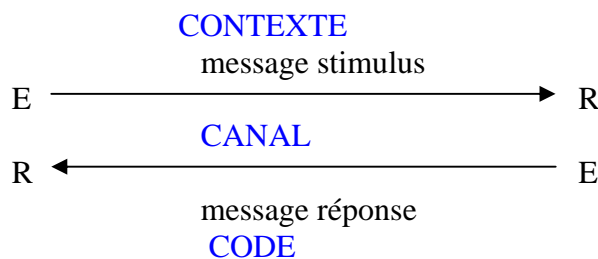 CONTEXTE
message stimulus
E R
CANAL
R E
message réponse
CODE